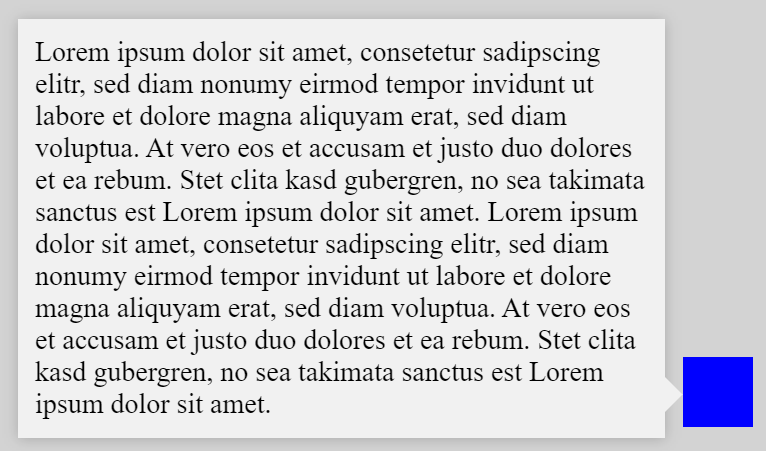 Lorem ipsum dolor sit amet, consetetur sadipscing
elitr, sed diam nonumy eirmod tempor invidunt ut
labore et dolore magna aliquyam erat, sed diam
voluptua. At vero eos et accusam et justo duo dolores
et ea rebum. Stet clita kasd gubergren, no sea takimata
sanctus est Lorem ipsum dolor sit amet. Lorem ipsum
dolor sit amet, consetetur sadipscing elitr, sed diam
nonumy eirmod tempor invidunt ut labore et dolore
magna aliquyam erat, sed diam voluptua. At vero eos
et accusam et justo duo dolores et ea rebum. Stet clita
kasd gubergren, no sea takimata sanctus est Lorem
ipsum dolor sit amet.